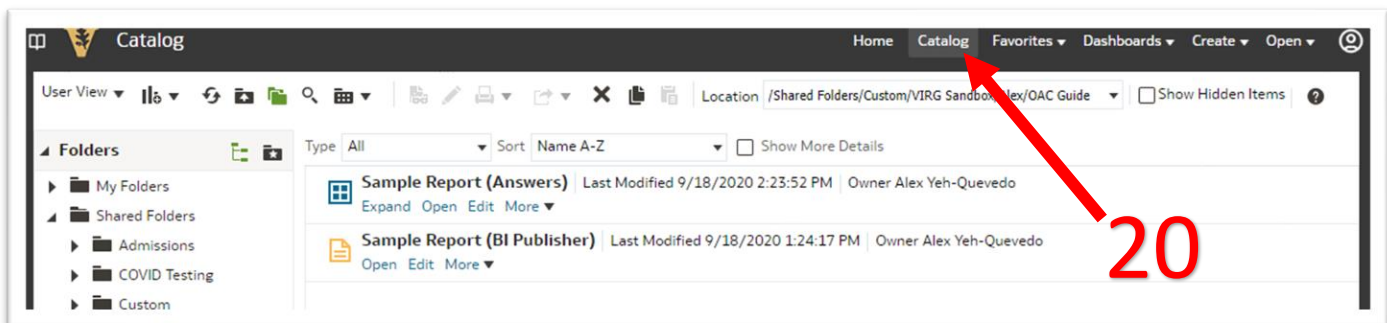 Catalog Home Catalog Favorites Dashboards Create Open
User View Location /Shared Folders/Custom/VIRG Sandbox/Alex/OAC Guide Show Hidden Items
Folders Type All Sort Name A-Z Show More Details
My Folders
Shared Folders
Admissions
COVID Testing
Custom
Sample Report (Answers) Last Modified 9/18/2020 2:23:52 PM Owner Alex Yeh-Quevedo
Expand Open Edit More
Sample Report (BI Publisher) Last Modified 9/18/2020 1:24:17 PM Owner Alex Yeh-Quevedo
Open Edit More
20